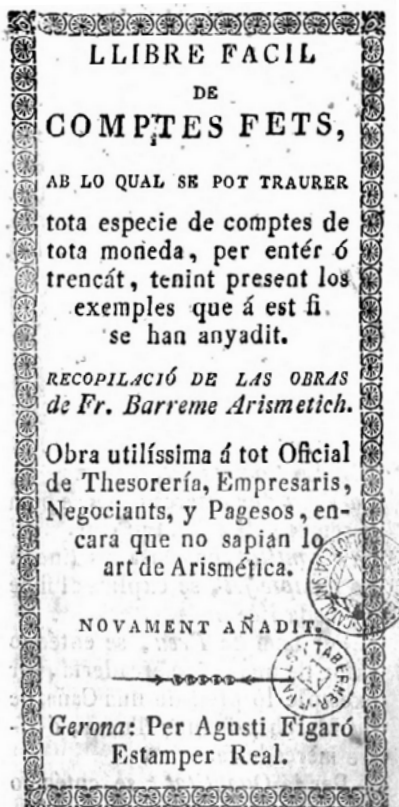 LLIBRE FACIL
DE
COMPTES FETS,
AB LO QUAL SE POT TRAURER
tota especie de comptes de
tota moneda, per entér ó
trencát, tenint present los
exemples que á est fi
se han anyadit.
RECOPILACIÓ DE LAS OBRAS
de Fr. Barreme Arismetich.
Obra utilíssima á tot Oficial
de Thesorería, Empresaris,
Negociants, y Pagesos, en-
cara que no sapian lo
art de Arismética.
NOVAMENT AÑADIT.
Gerona: Per Agusti Fígaró
Estamper Real.